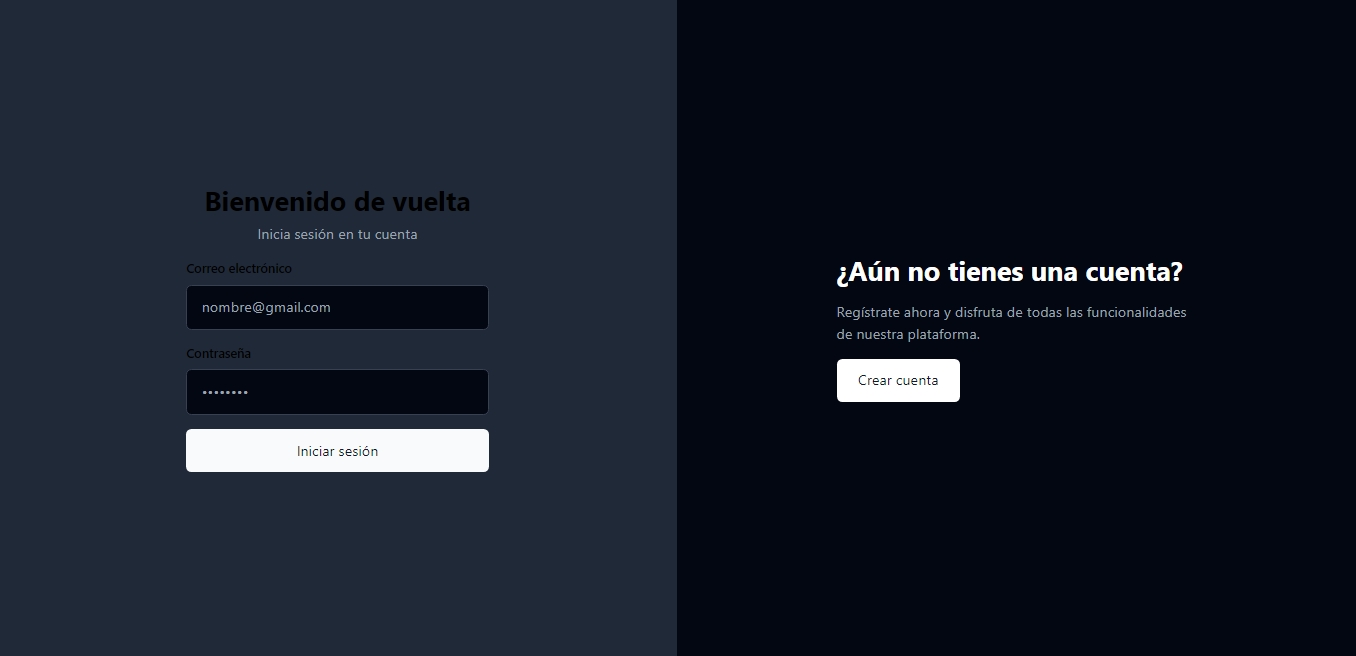 Bienvenido de vuelta
Inicia sesión en tu cuenta
Correo electrónico
nombre@gmail.com
Contraseña
••••••••
Iniciar sesión
¿Aún no tienes una cuenta?
Regístrate ahora y disfruta de todas las funcionalidades
de nuestra plataforma.
Crear cuenta